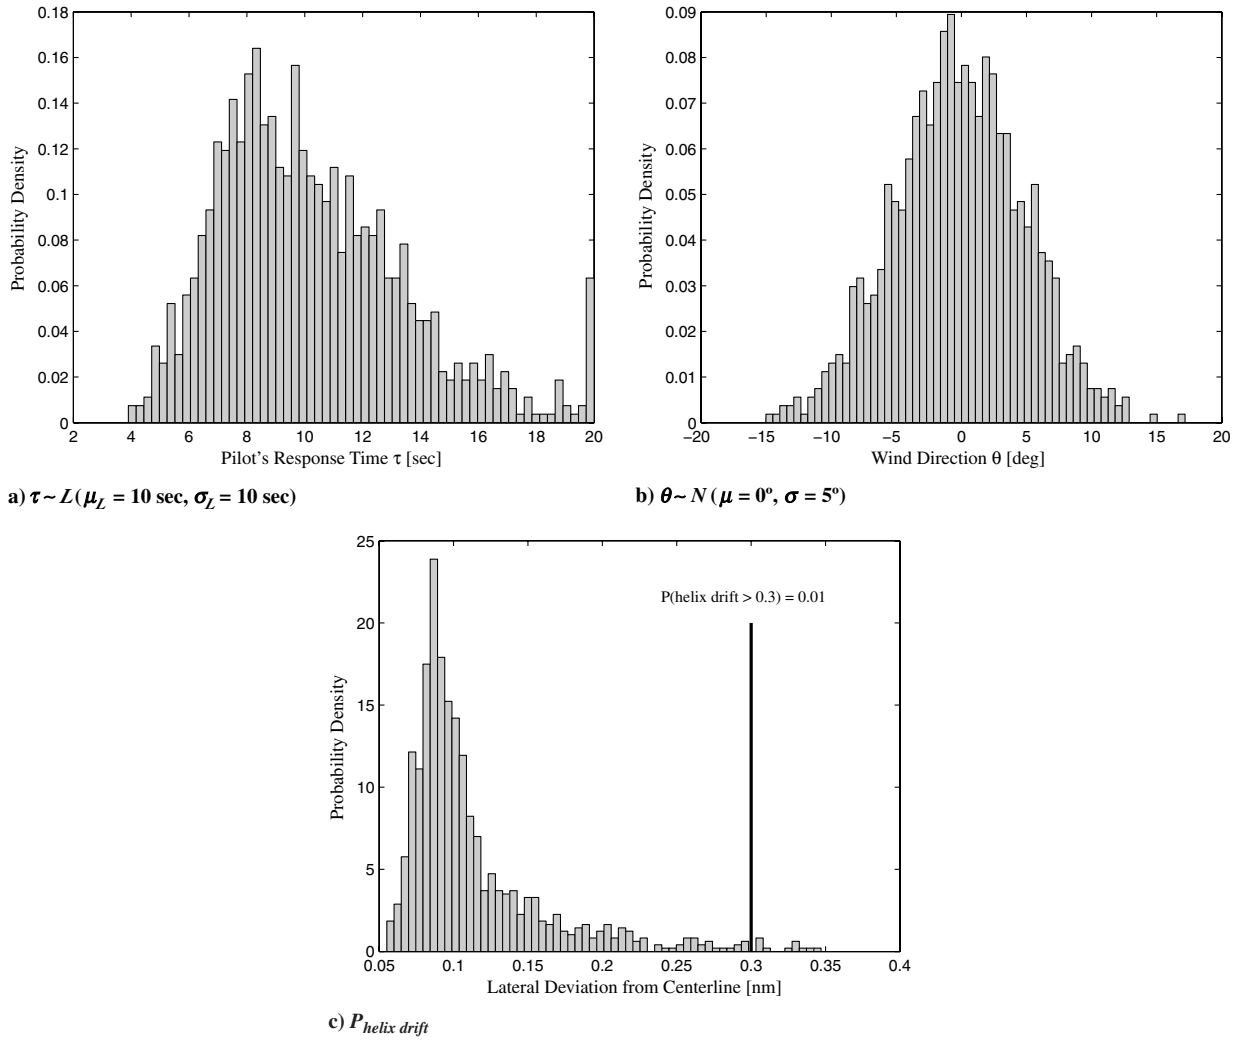 0.18
0.16
0.14
0.12
0.1
0.08
0.06
0.04
0.02
0
Probability Density
2 4 6 8 10 12 14 16 18 20
Pilot's Response Time τ [sec]
a) τ ~ L (μL = 10 sec, σL = 10 sec)
0.09
0.08
0.07
0.06
0.05
0.04
0.03
0.02
0.01
0
Probability Density
−20 −15 −10 −5 0 5 10 15 20
Wind Direction θ [deg]
b) θ ~ N (μ = 0º, σ = 5º)
25
20
15
10
5
0
Probability Density
P(helix drift > 0.3) = 0.01
0.05 0.1 0.15 0.2 0.25 0.3 0.35 0.4
Lateral Deviation from Centerline [nm]
c) Phelix drift